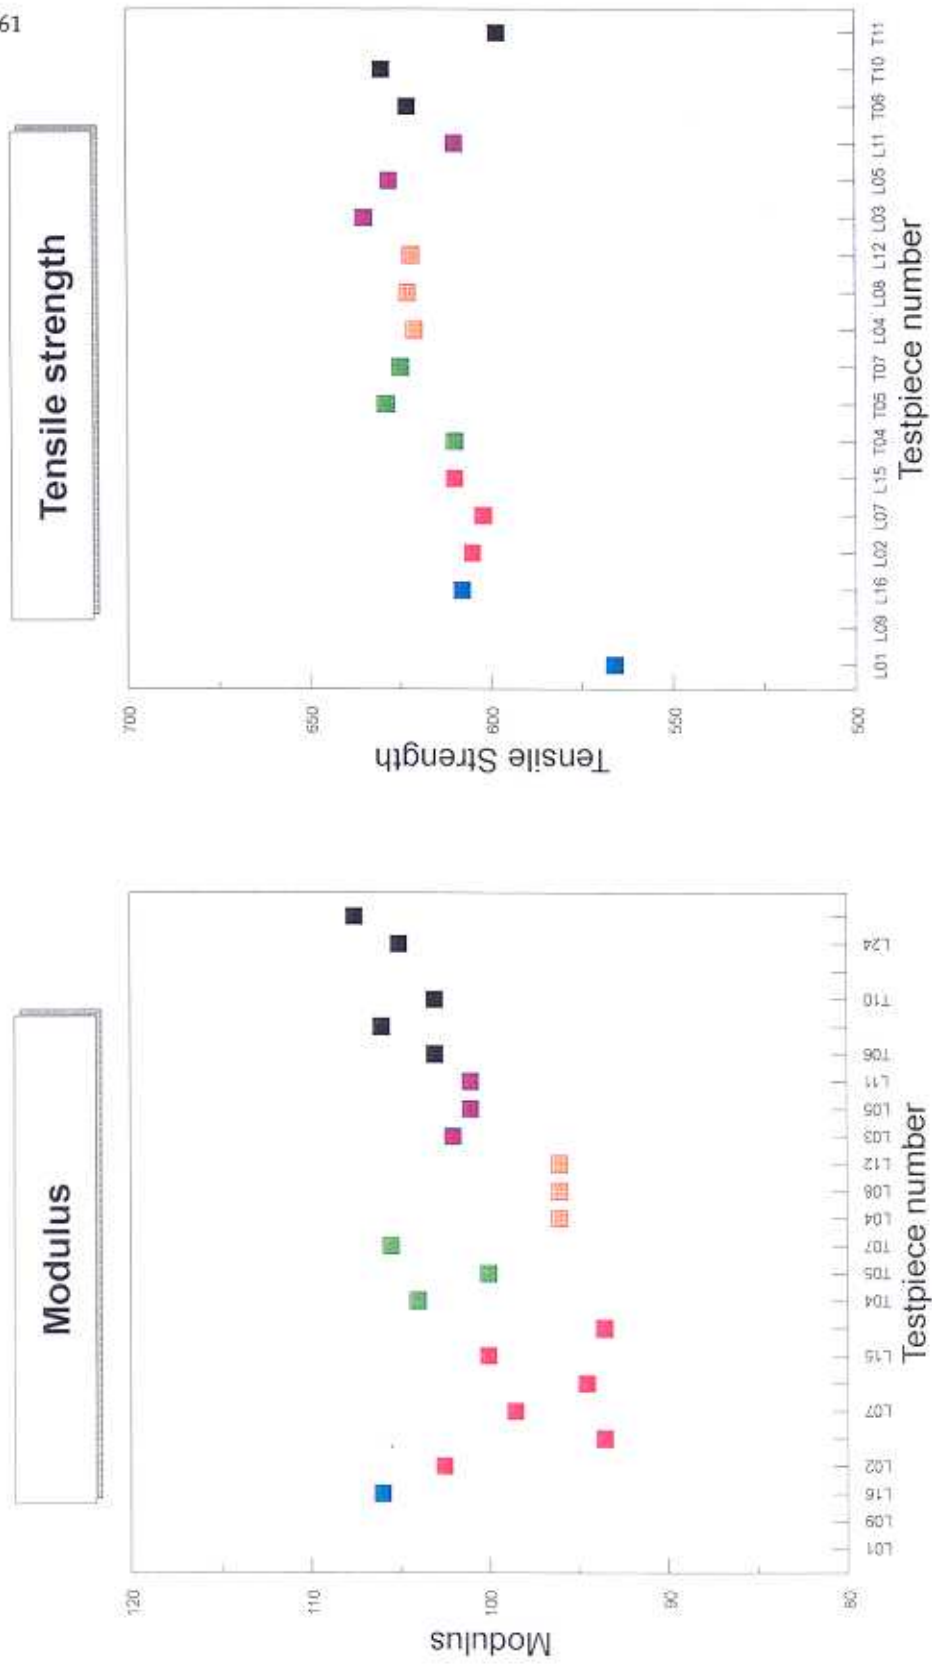 61
Tensile strength
Tensile Strength
700
650
600
550
500
L01 L09 L16 L02 L07 L15 T04 T05 T07 L04 L08 L12 L03 L05 L11 T06 T10 T11
Testpiece number
Modulus
Modulus
120
110
100
90
80
L01 L09 L16 L02 L07 L15 T04 T05 T07 L04 L08 L12 L03 L05 L11 T06 T10 L24
Testpiece number